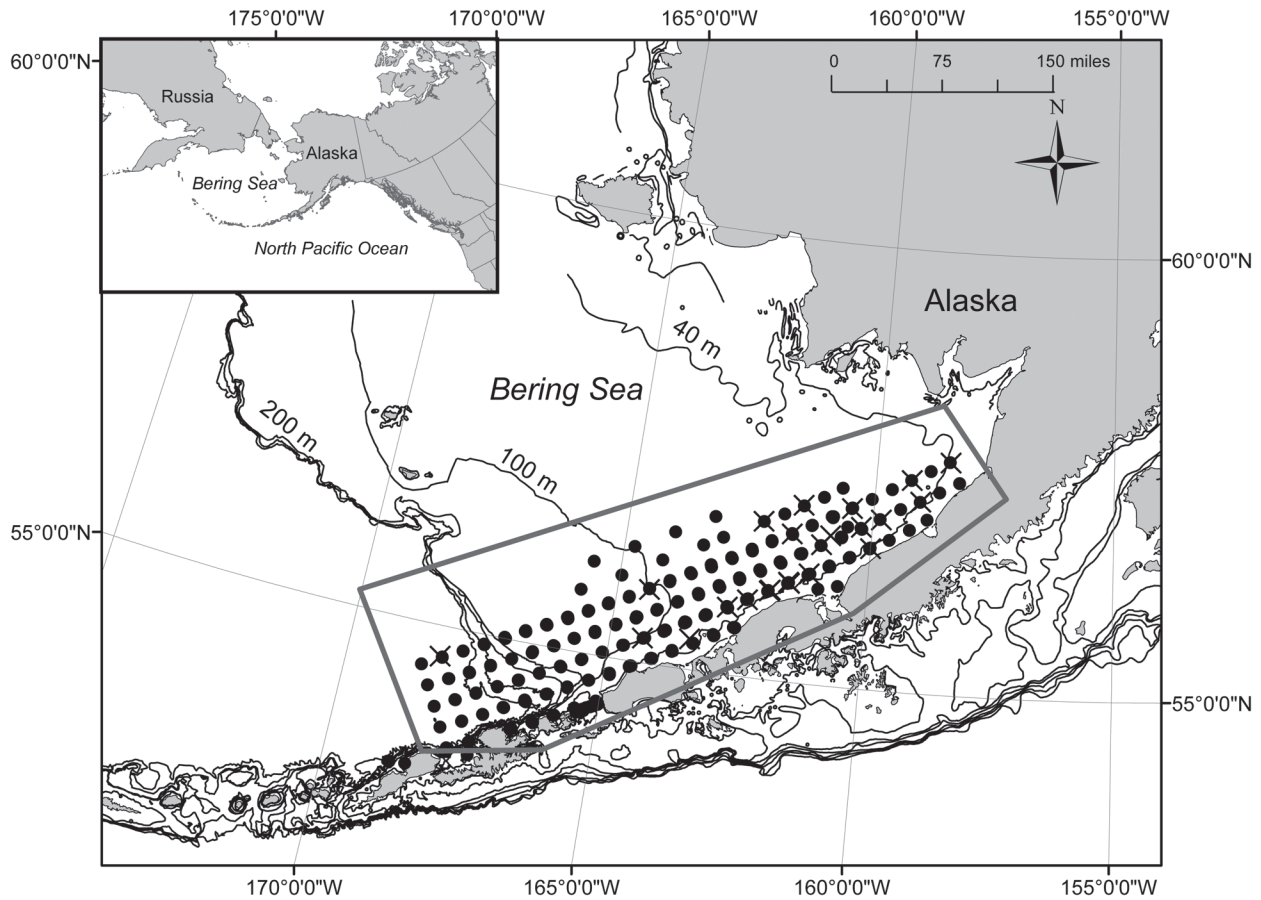 175°0'0"W 170°0'0"W 165°0'0"W 160°0'0"W 155°0'0"W
60°0'0"N
0 75 150 miles
N
Russia
Alaska
Bering Sea
North Pacific Ocean
60°0'0"N
Alaska
40 m
Bering Sea
200 m
100 m
55°0'0"N
55°0'0"N
170°0'0"W 165°0'0"W 160°0'0"W 155°0'0"W